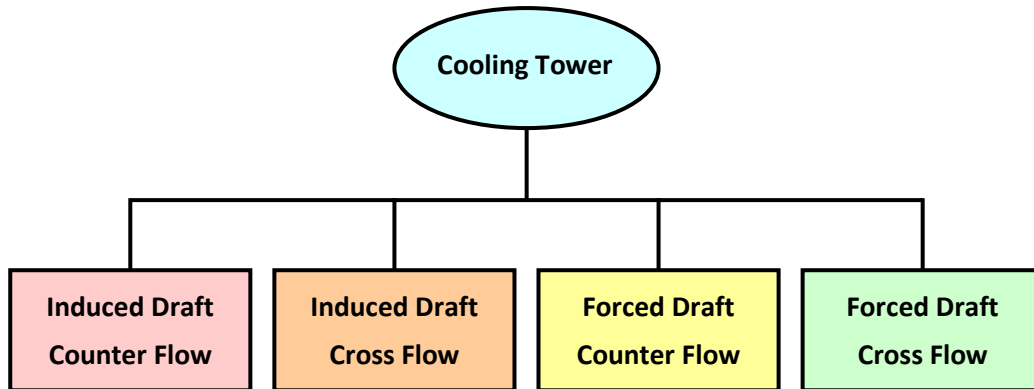 Cooling Tower
Induced Draft
Counter Flow
Induced Draft
Cross Flow
Forced Draft
Counter Flow
Forced Draft
Cross Flow